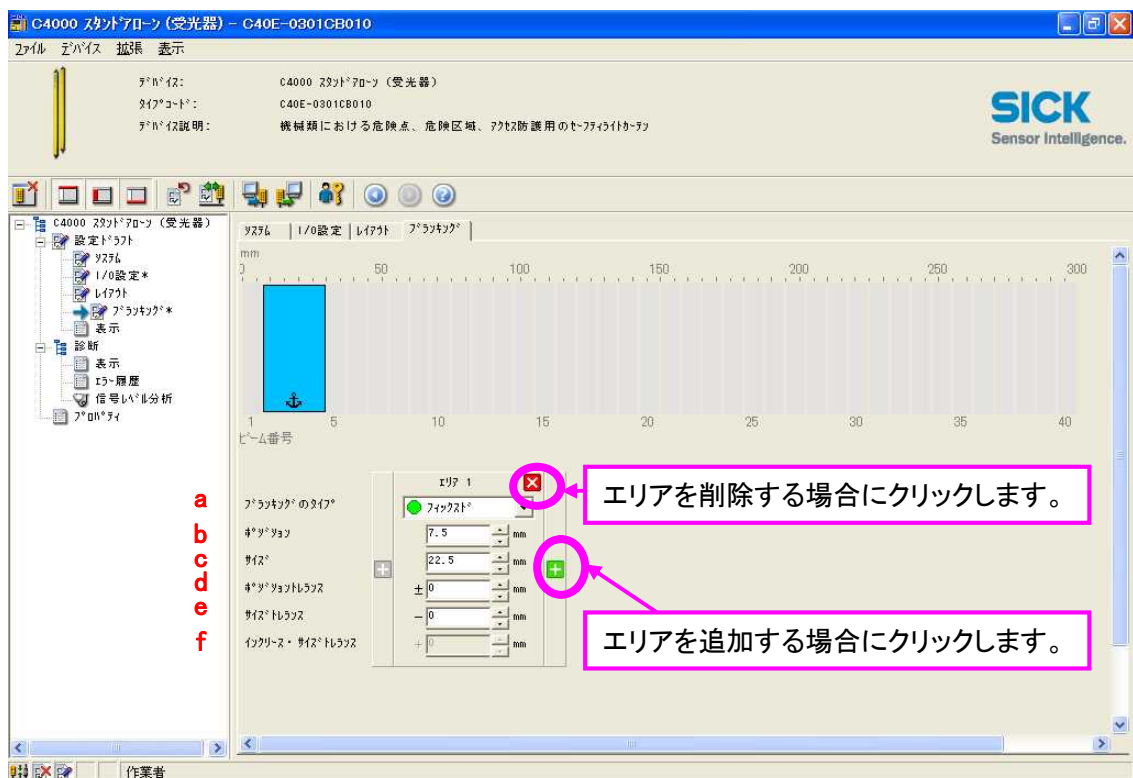 C4000 ｽﾀﾝﾄﾞｱﾛｰﾝ (受光器) - C40E-0301CB010
ﾌｧｲﾙ ﾃﾞﾊﾞｲｽ 拡張 表示
ﾃﾞﾊﾞｲｽ: C4000 ｽﾀﾝﾄﾞｱﾛｰﾝ (受光器)
ﾀｲﾌﾟｺｰﾄﾞ: C40E-0301CB010
ﾃﾞﾊﾞｲｽ説明: 機械類における危険点、危険区域、ｱｸｾｽ防護用のｾｰﾌﾃｨﾗｲﾄｶｰﾃﾝ
SICK
Sensor Intelligence.
C4000 ｽﾀﾝﾄﾞｱﾛｰﾝ (受光器)
設定ﾄﾞﾗﾌﾄ
ｼｽﾃﾑ
I/O設定*
ﾚｲｱｳﾄ
ﾌﾞﾗﾝｷﾝｸﾞ*
表示
診断
表示
ｴﾗｰ履歴
信号ﾚﾍﾞﾙ分析
ﾌﾟﾛﾊﾟﾃｨ
ｼｽﾃﾑ I/O設定 ﾚｲｱｳﾄ ﾌﾞﾗﾝｷﾝｸﾞ
mm
0 50 100 150 200 250 300
1 5 10 15 20 25 30 35 40
ﾋﾞｰﾑ番号
ｴﾘｱ 1
エリアを削除する場合にクリックします。
a ﾌﾞﾗﾝｷﾝｸﾞのﾀｲﾌﾟ ﾌｨｯｸｽﾄﾞ
b ﾎﾟｼﾞｼｮﾝ 7.5 mm
c ｻｲｽﾞ 22.5 mm
d ﾎﾟｼﾞｼｮﾝﾄﾚﾗﾝｽ ±0 mm
e ｻｲｽﾞﾄﾚﾗﾝｽ -0 mm
f ｲﾝｸﾘｰｽ・ｻｲｽﾞﾄﾚﾗﾝｽ +0 mm
エリアを追加する場合にクリックします。
作業者